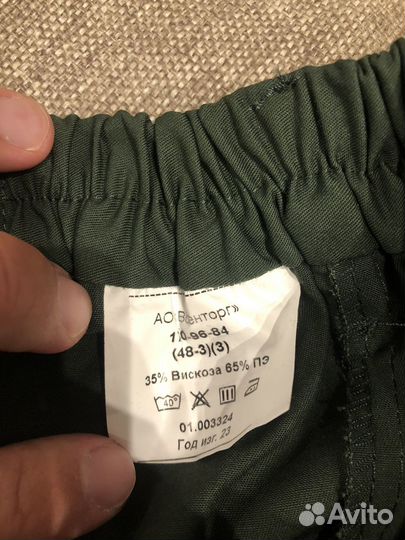 АО Военторг»
170-96-84
(48-3)(3)
35% Вискоза 65% ПЭ
40°
01.003324
Год изг. 23
Avito